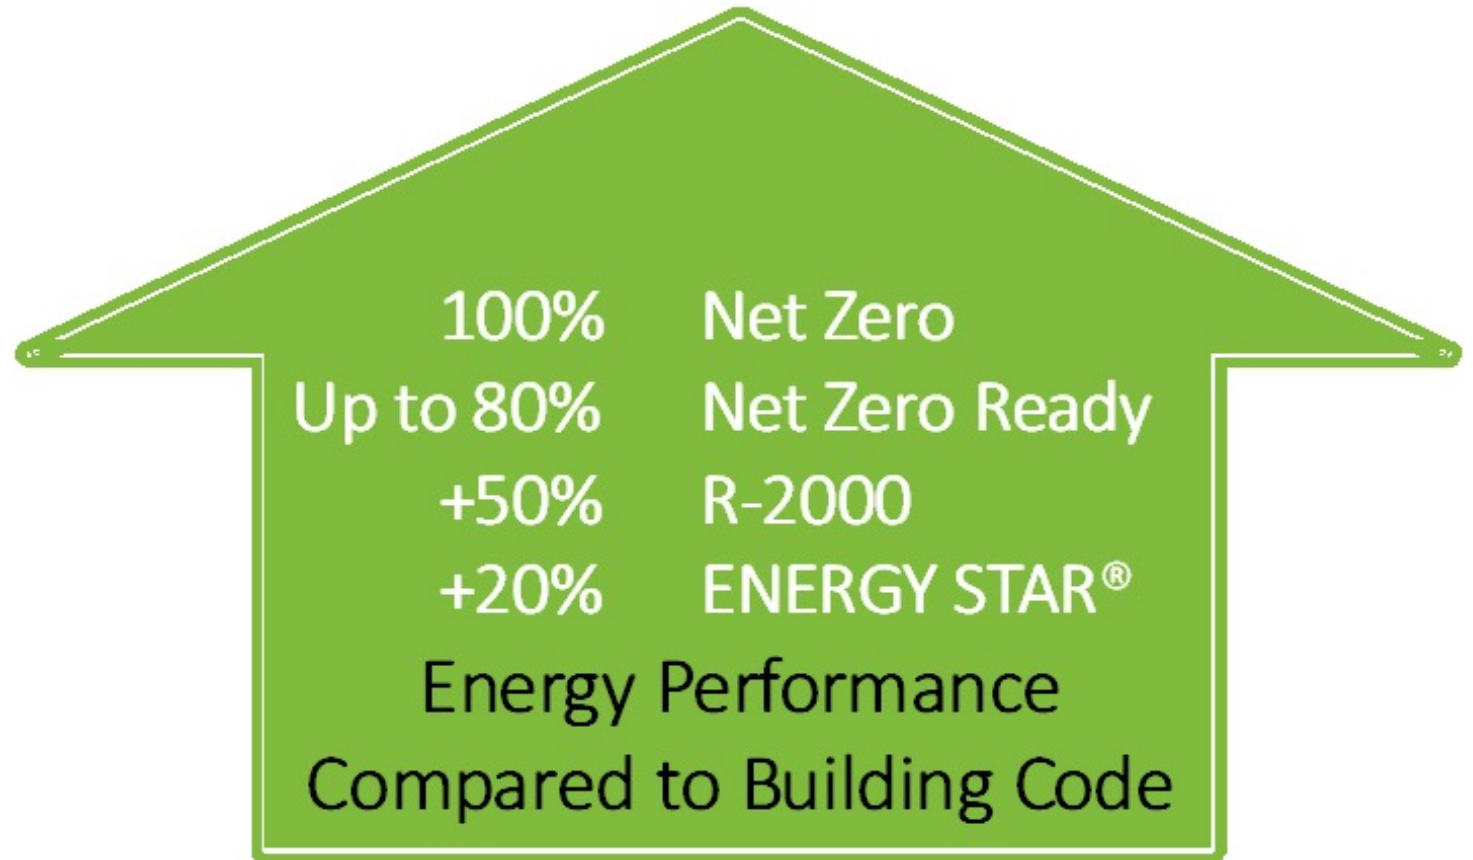 100% Net Zero
Up to 80% Net Zero Ready
+50% R-2000
+20% ENERGY STAR®
Energy Performance
Compared to Building Code